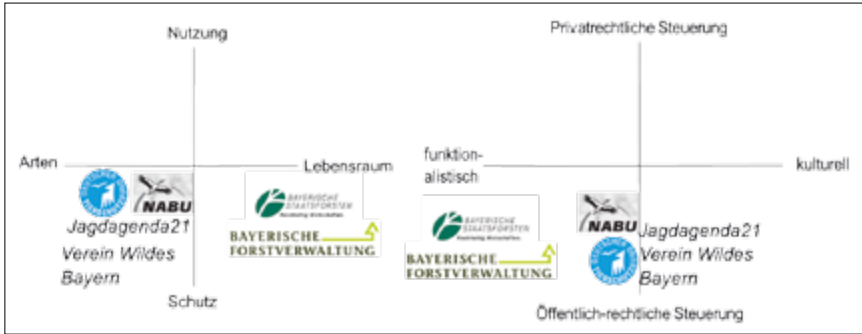 Nutzung
Arten
Lebensraum
NABU
Jagdagenda21
Verein Wildes
Bayern
BAYERISCHE
STAATSFORSTEN
BAYERISCHE
FORSTVERWALTUNG
Schutz
Privatrechtliche Steuerung
funktion-
alistisch
kulturell
BAYERISCHE
STAATSFORSTEN
BAYERISCHE
FORSTVERWALTUNG
NABU
Jagdagenda21
Verein Wildes
Bayern
Öffentlich-rechtliche Steuerung